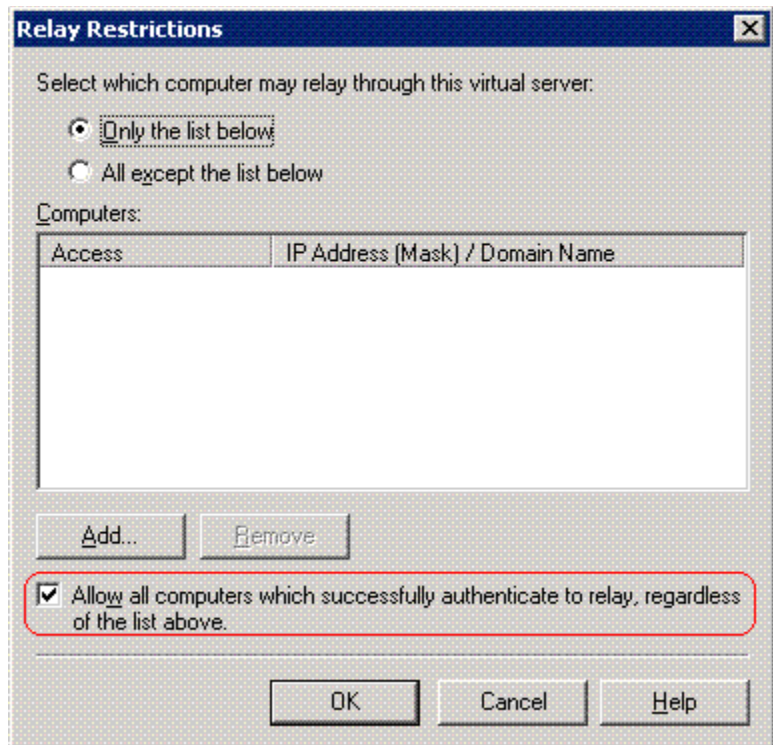 Relay Restrictions
Select which computer may relay through this virtual server:
Only the list below
All except the list below
Computers:
Access IP Address (Mask) / Domain Name
Add... Remove
Allow all computers which successfully authenticate to relay, regardless
of the list above.
OK Cancel Help